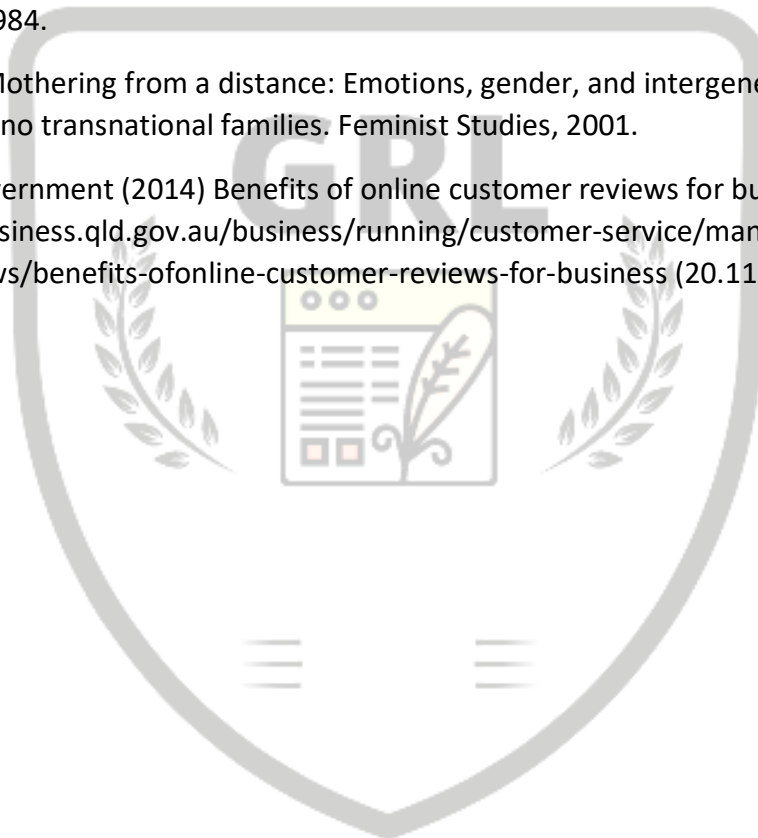 984.
Mothering from a distance: Emotions, gender, and intergene
no transnational families. Feminist Studies, 2001.
GRL
ernment (2014) Benefits of online customer reviews for bu
siness.qld.gov.au/business/running/customer-service/man
ws/benefits-ofonline-customer-reviews-for-business (20.11